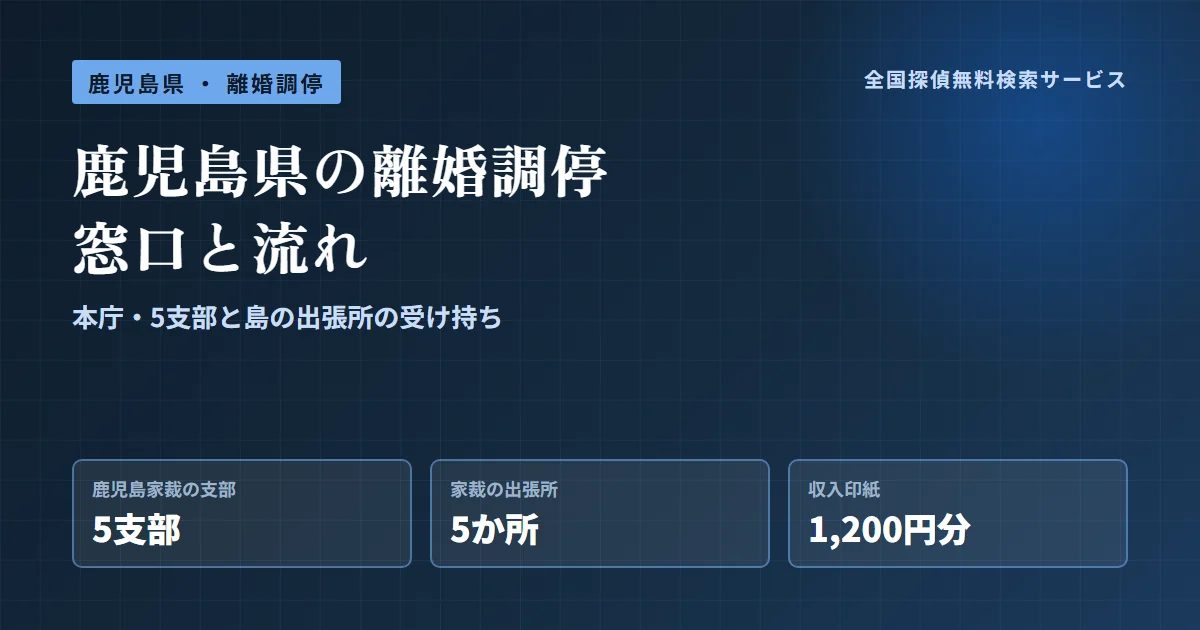 鹿児島県 ・ 離婚調停
全国探偵無料検索サービス
鹿児島県の離婚調停
窓口と流れ
本庁・5支部と島の出張所の受け持ち
鹿児島家裁の支部
5支部
家裁の出張所
5か所
収入印紙
1,200円分